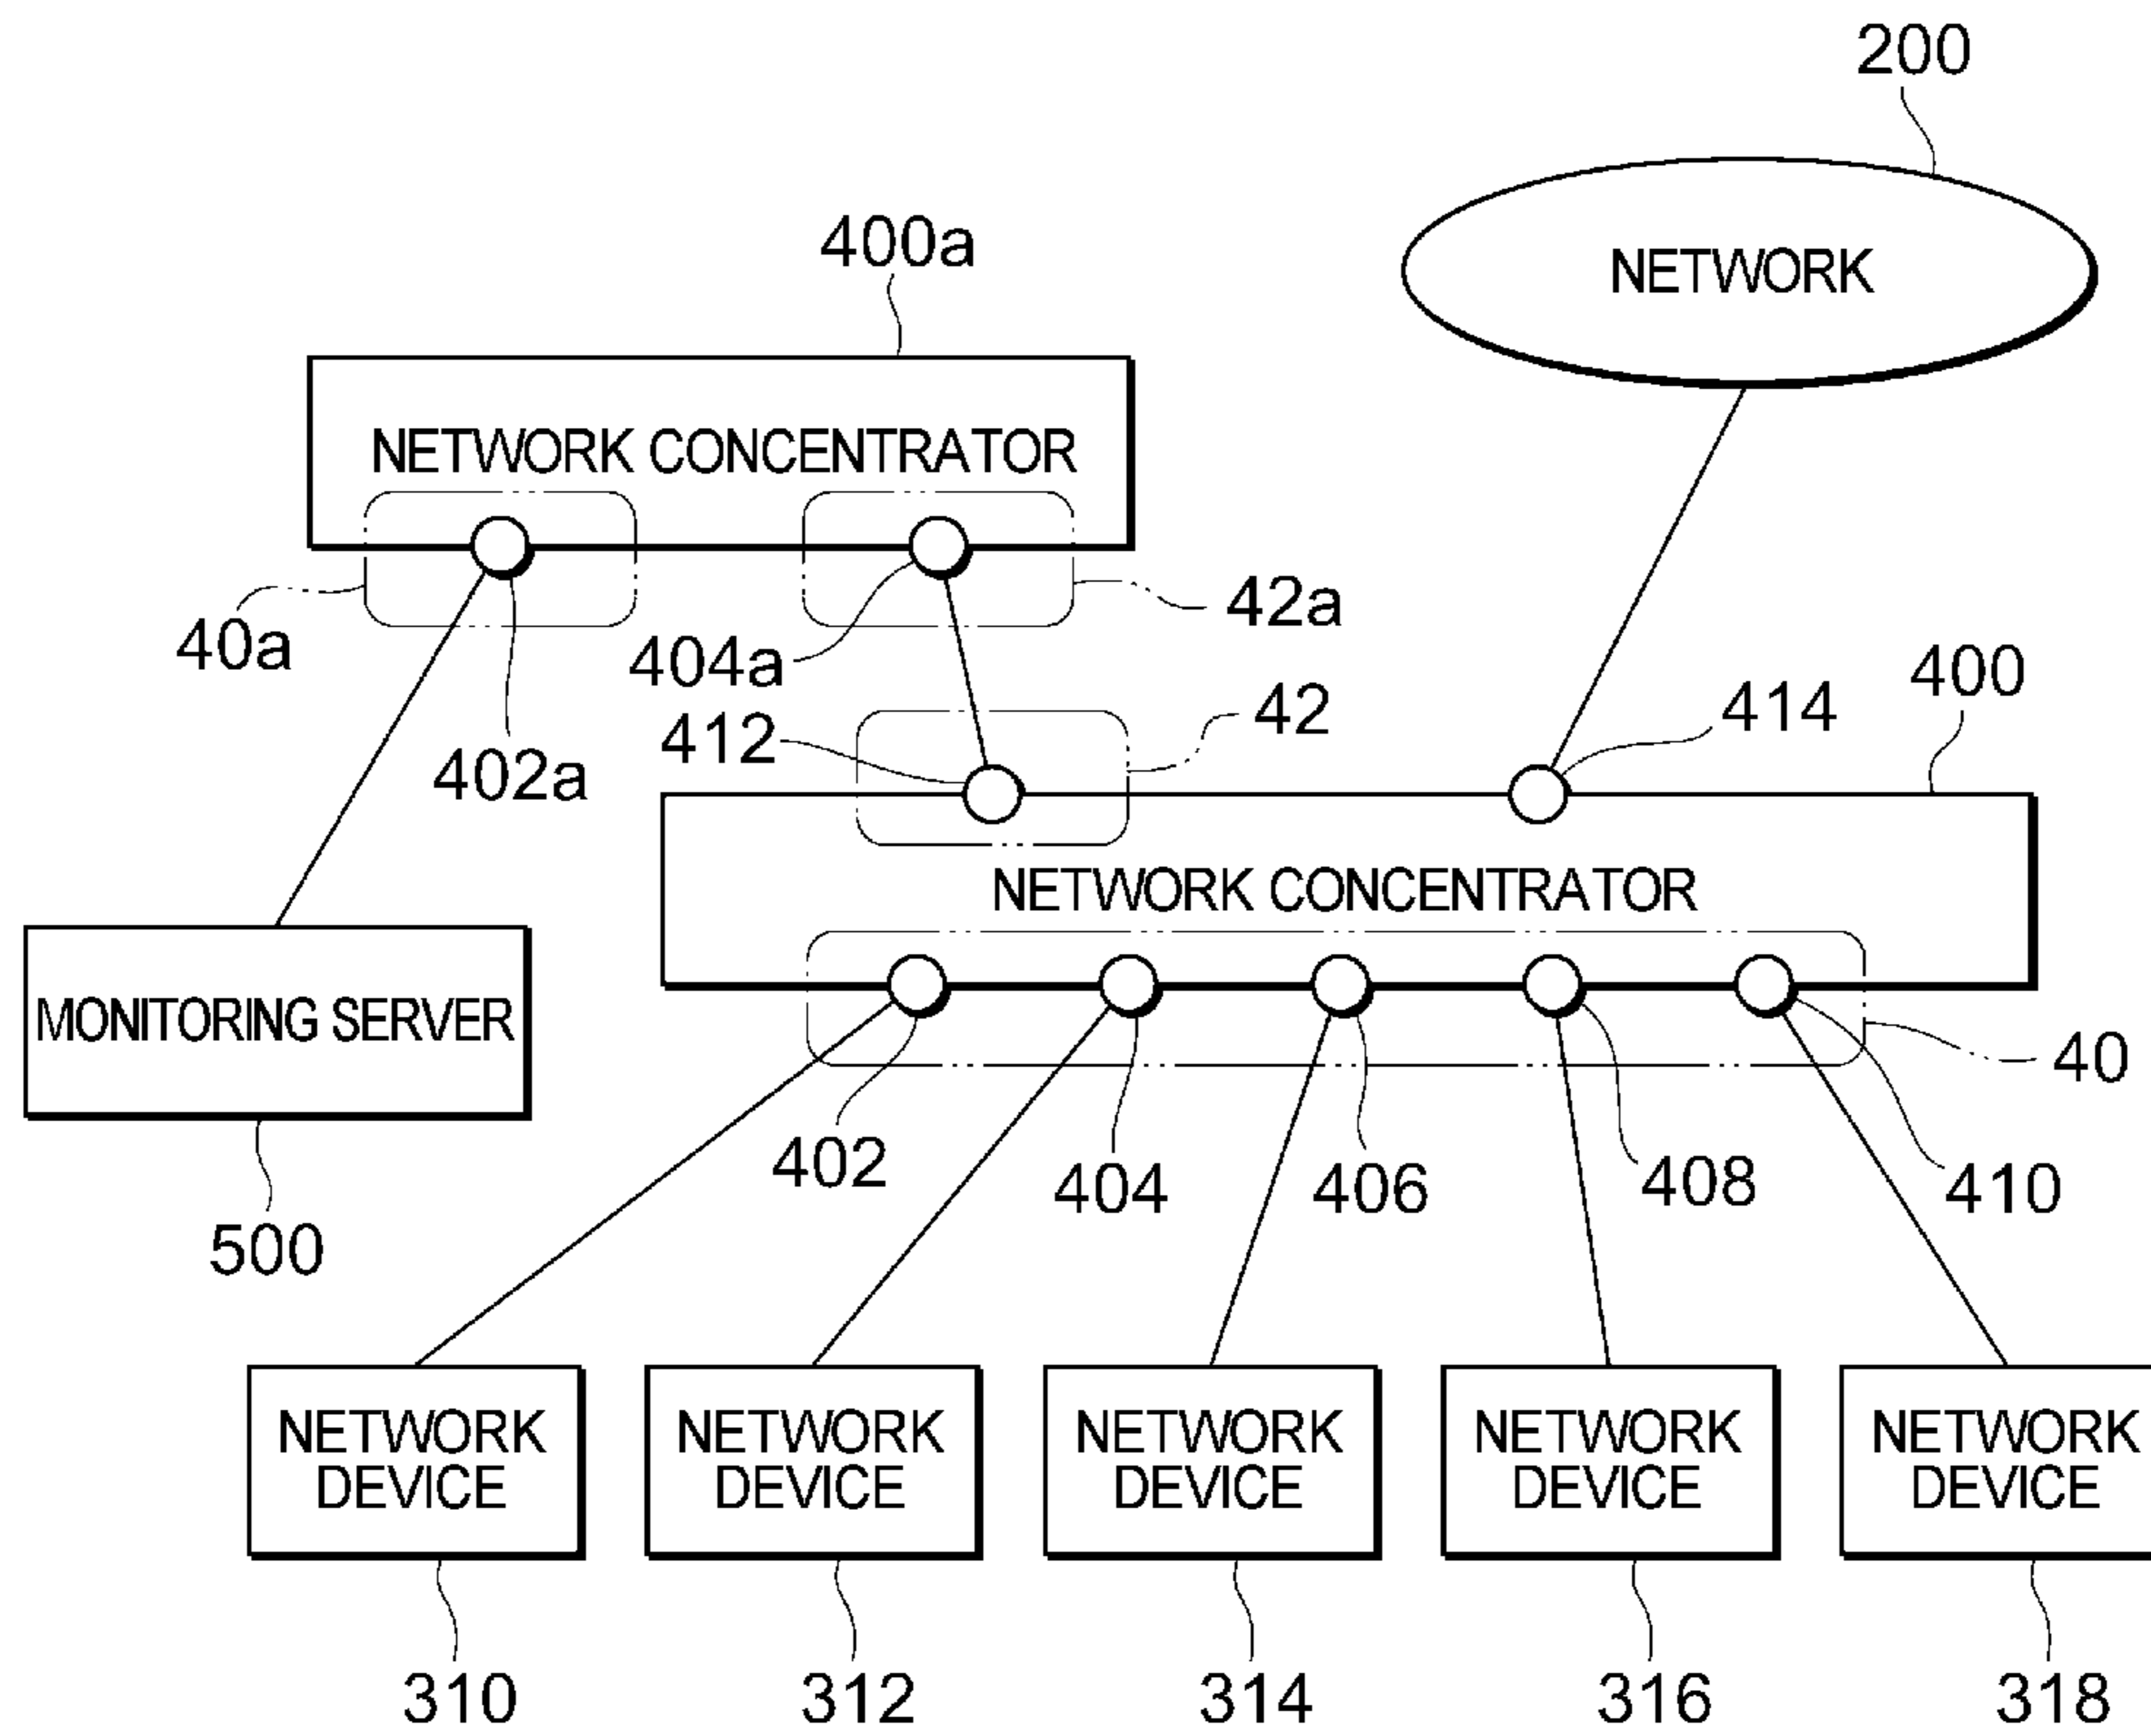 200
NETWORK
400a
NETWORK CONCENTRATOR
40a
42a
404a
402a
412
42
414
400
NETWORK CONCENTRATOR
MONITORING SERVER
40
402
404
406
408
410
500
NETWORK
DEVICE
NETWORK
DEVICE
NETWORK
DEVICE
NETWORK
DEVICE
NETWORK
DEVICE
310
312
314
316
318